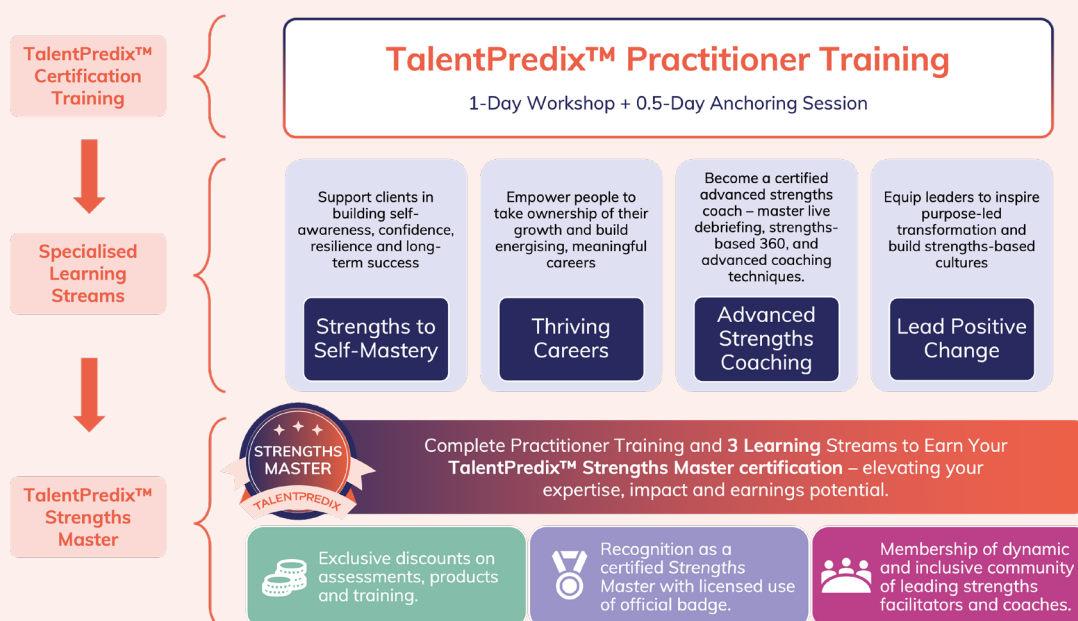 TalentPredix™
Certification
Training
TalentPredix™ Practitioner Training
1-Day Workshop + 0.5-Day Anchoring Session
Specialised
Learning
Streams
Support clients in
building self-
awareness, confidence,
resilience and long-
term success
Strengths to
Self-Mastery
Empower people to
take ownership of their
growth and build
energising, meaningful
careers
Thriving
Careers
Become a certified
advanced strengths
coach – master live
debriefing, strengths-
based 360, and
advanced coaching
techniques.
Advanced
Strengths
Coaching
Equip leaders to inspire
purpose-led
transformation and
build strengths-based
cultures
Lead Positive
Change
TalentPredix™
Strengths
Master
STRENGTHS
MASTER
TALENTPREDIX
Complete Practitioner Training and 3 Learning Streams to Earn Your
TalentPredix™ Strengths Master certification – elevating your
expertise, impact and earnings potential.
Exclusive discounts on
assessments, products
and training.
Recognition as a
certified Strengths
Master with licensed use
of official badge.
Membership of dynamic
and inclusive community
of leading strengths
facilitators and coaches.